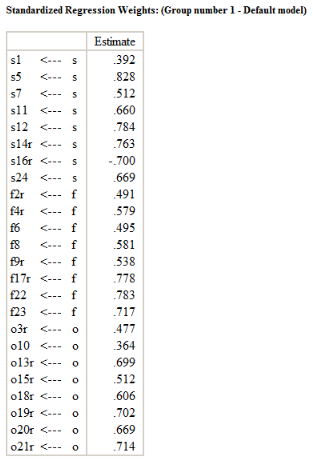 Standardized Regression Weights: (Group number 1 - Default model)
Estimate
s1 <--- s .392
s5 <--- s .828
s7 <--- s .512
s11 <--- s .660
s12 <--- s .784
s14r <--- s .763
s16r <--- s -.700
s24 <--- s .669
f2r <--- f .491
f4r <--- f .579
f6 <--- f .495
f8 <--- f .581
f9r <--- f .538
f17r <--- f .778
f22 <--- f .783
f23 <--- f .717
o3r <--- o .477
o10 <--- o .364
o13r <--- o .699
o15r <--- o .512
o18r <--- o .606
o19r <--- o .702
o20r <--- o .669
o21r <--- o .714